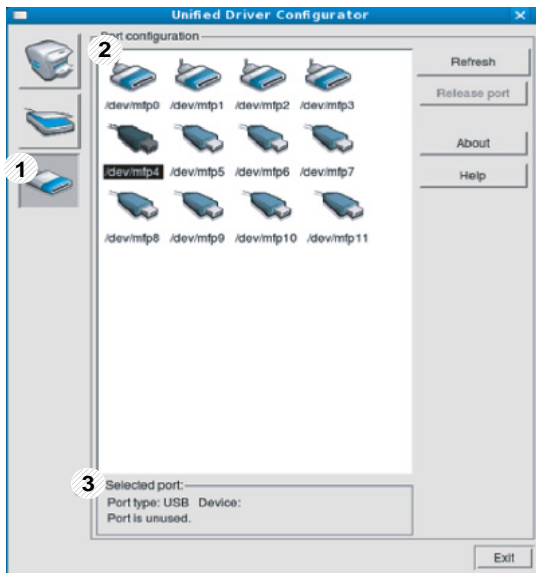 Unified Driver Configurator
Port configuration
2
/dev/mfp0 /dev/mfp1 /dev/mfp2 /dev/mfp3
/dev/mfp4 /dev/mfp5 /dev/mfp6 /dev/mfp7
/dev/mfp8 /dev/mfp9 /dev/mfp10 /dev/mfp11
Refresh
Release port
About
Help
1
3
Selected port:
Port type: USB Device:
Port is unused.
Exit